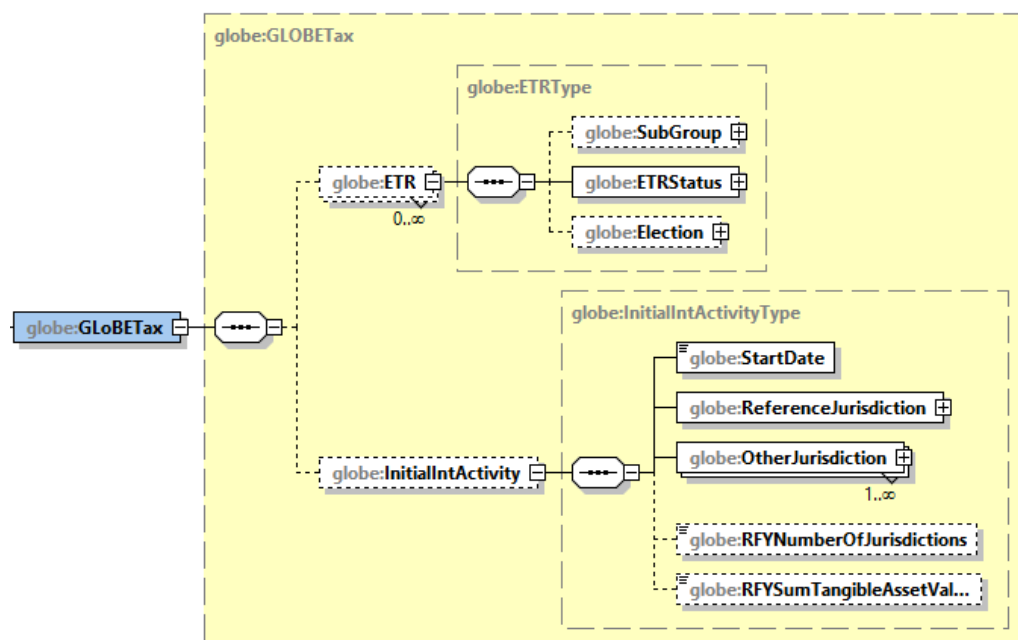 globe:GLOBETax
globe:ETRType
globe:SubGroup
globe:ETR
globe:ETRStatus
0..∞
globe:Election
globe:GLoBETax
globe:InitialIntActivityType
globe:StartDate
globe:ReferenceJurisdiction
globe:OtherJurisdiction
globe:InitialIntActivity
1..∞
globe:RFYNumberOfJurisdictions
globe:RFYSumTangibleAssetVal...